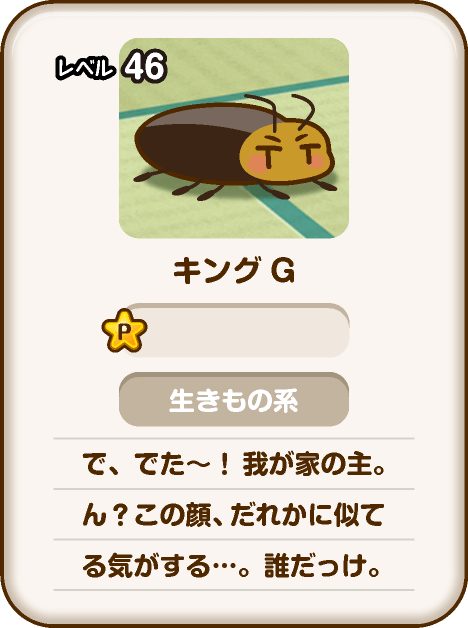 レベル 46
キング G
P
生きもの系
で、でた～！我が家の主。
ん？この顔、だれかに似て
る気がする…。誰だっけ。